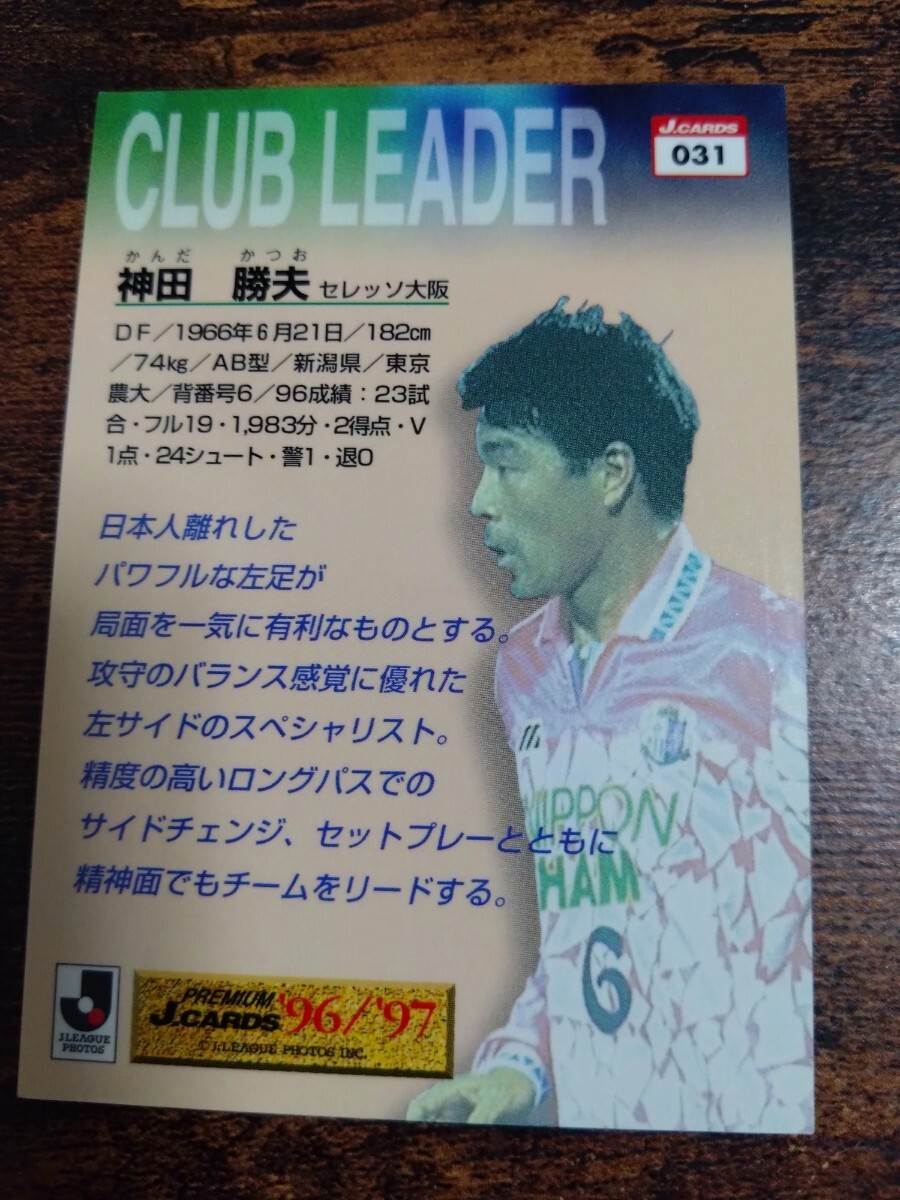 CLUB LEADER
J.CARDS
031
かんだ かつお
神田 勝夫 セレッソ大阪
DF/1966年6月21日/182cm
/74kg/AB型/新潟県/東京
農大/背番号6/96成績:23試
合・フル19・1,983分・2得点・V
1点・24シュート・警1・退0
日本人離れした
パワフルな左足が
局面を一気に有利なものとする。
攻守のバランス感覚に優れた
左サイドのスペシャリスト。
精度の高いロングパスでの
サイドチェンジ、セットプレーとともに
精神面でもチームをリードする。
NIPPON
HAM
6
J.LEAGUE
PHOTOS
PREMIUM
J.CARDS '96/'97
© J.LEAGUE PHOTOS INC.